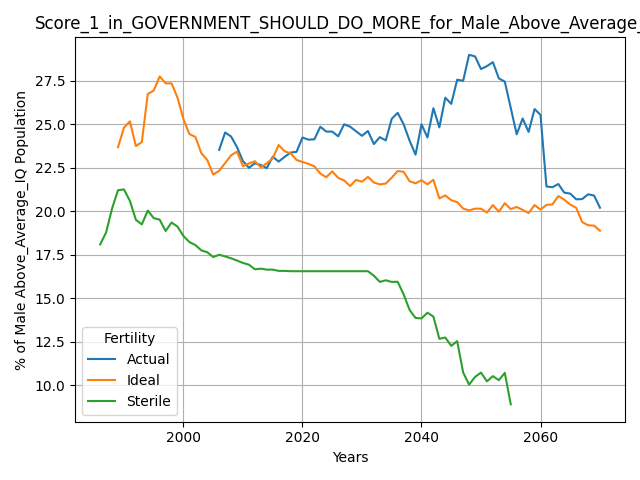 Score_1_in_GOVERNMENT_SHOULD_DO_MORE_for_Male_Above_Average_
27.5
25.0
22.5
20.0
17.5
15.0
12.5
10.0
% of Male Above_Average_IQ Population
Fertility
Actual
Ideal
Sterile
2000 2020 2040 2060
Years